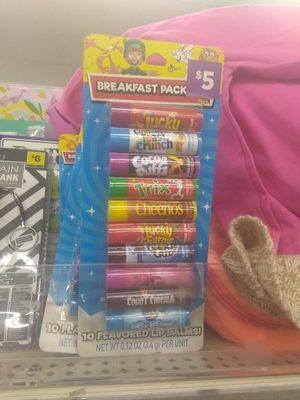 BREAKFAST PACK
$5
Lucky
Cinnamon
Toast
Crunch
Cocoa
Puffs
Trix
Cheerios
Lucky
Charms
COUNT CHOCULA
10 FLAVORED LIP BALMS!
NET WT 0.12 OZ (3.4 g) PER UNIT
$6
10 FLA
NET W